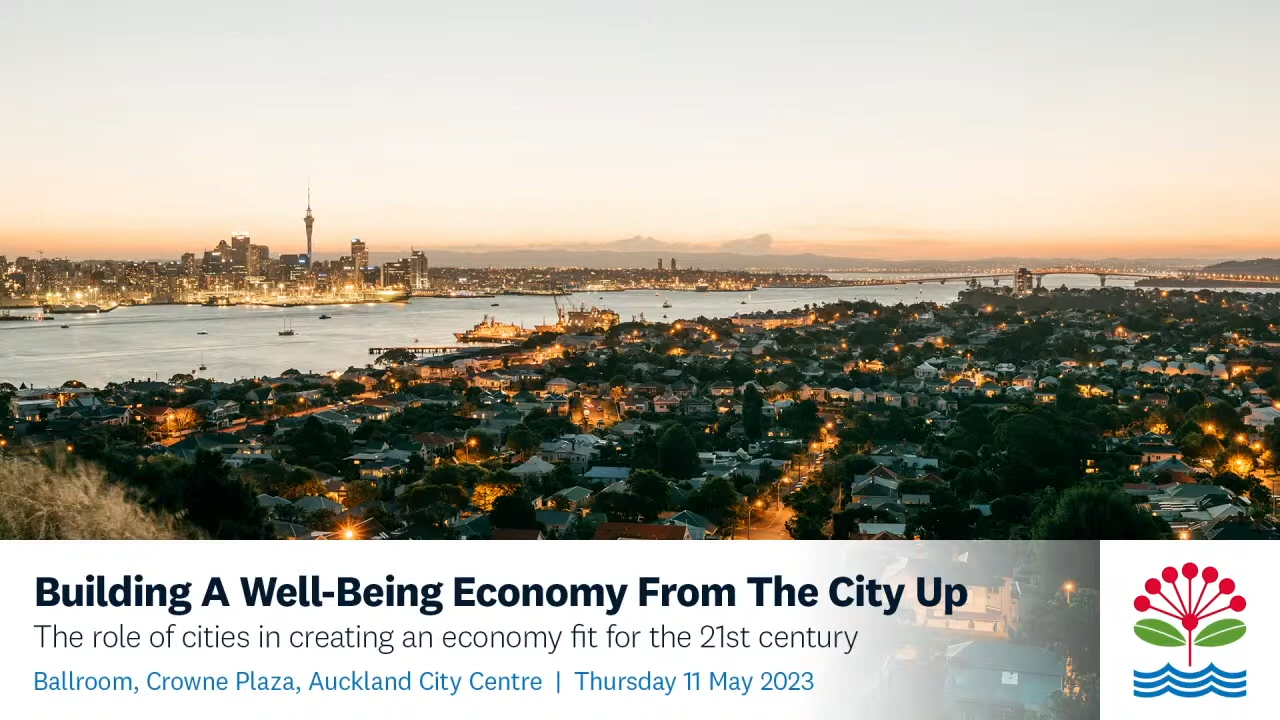 Building A Well-Being Economy From The City Up
The role of cities in creating an economy fit for the 21st century
Ballroom, Crowne Plaza, Auckland City Centre | Thursday 11 May 2023